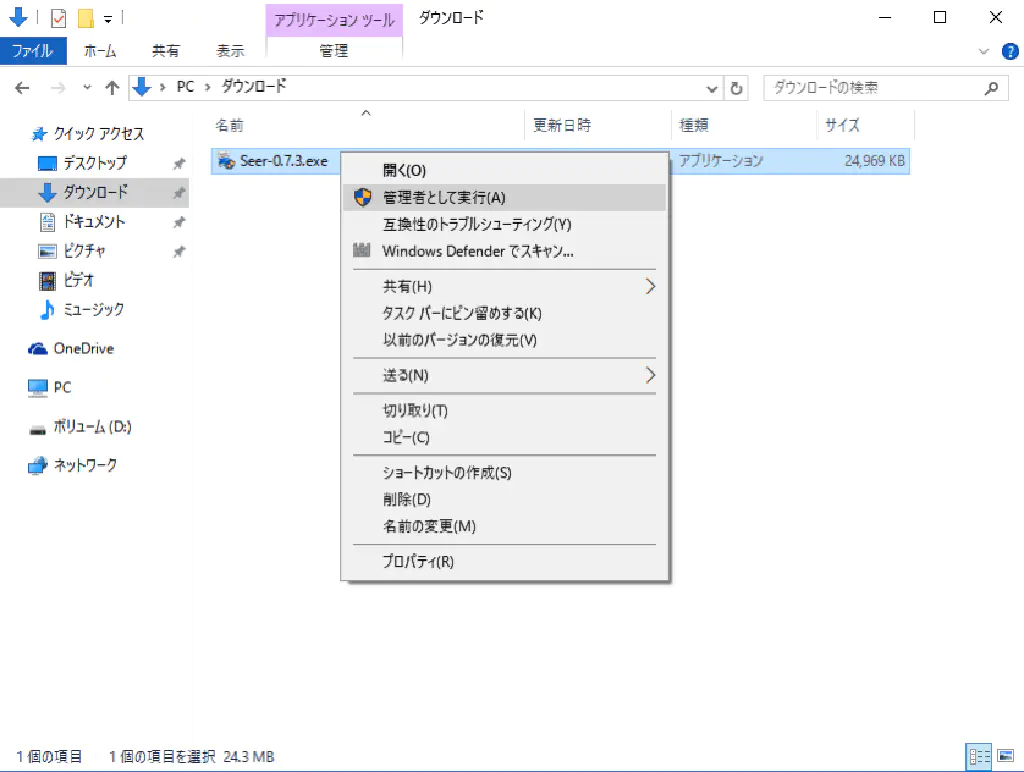 アプリケーション ツール ダウンロード
ファイル ホーム 共有 表示 管理
PC ダウンロード ダウンロードの検索
名前 更新日時 種類 サイズ
クイック アクセス
デスクトップ
ダウンロード
ドキュメント
ピクチャ
ビデオ
ミュージック
OneDrive
PC
ボリューム (D:)
ネットワーク
Seer-0.7.3.exe アプリケーション 24,969 KB
開く(O)
管理者として実行(A)
互換性のトラブルシューティング(Y)
Windows Defender でスキャン...
共有(H)
タスク バーにピン留めする(K)
以前のバージョンの復元(V)
送る(N)
切り取り(T)
コピー(C)
ショートカットの作成(S)
削除(D)
名前の変更(M)
プロパティ(R)
1 個の項目 1 個の項目を選択 24.3 MB